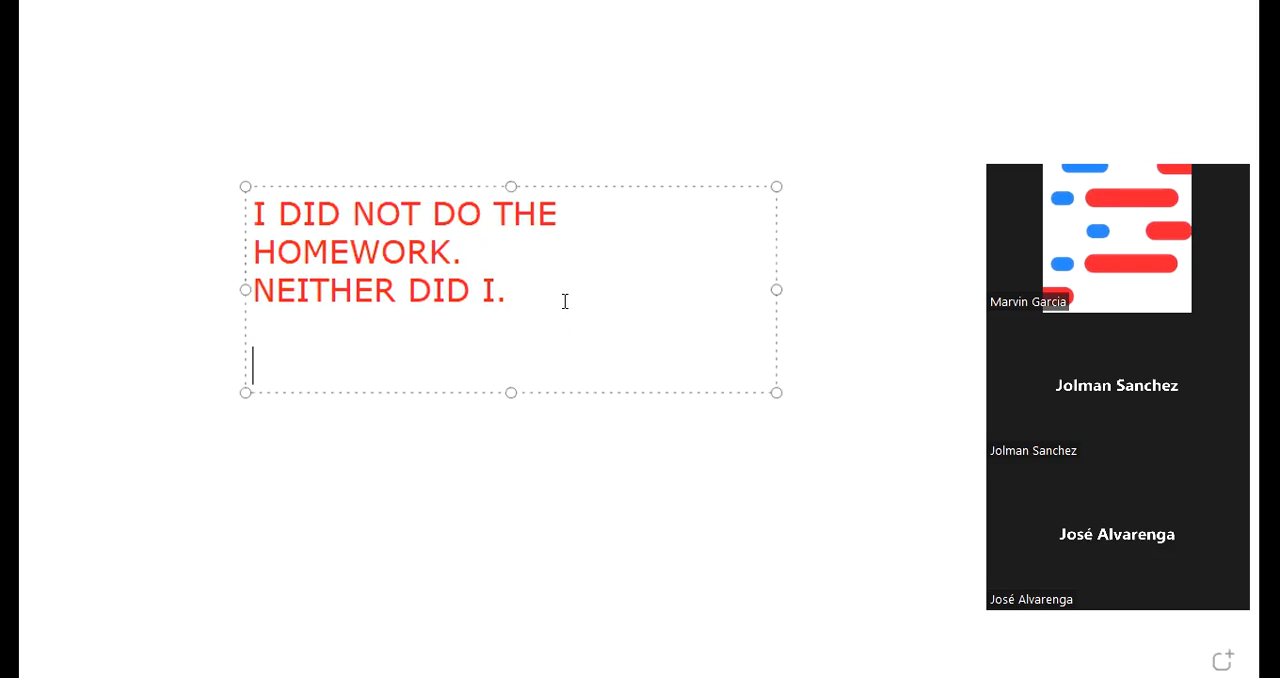 I DID NOT DO THE
HOMEWORK.
NEITHER DID I.
Marvin Garcia
Jolman Sanchez
Jolman Sanchez
José Alvarenga
José Alvarenga